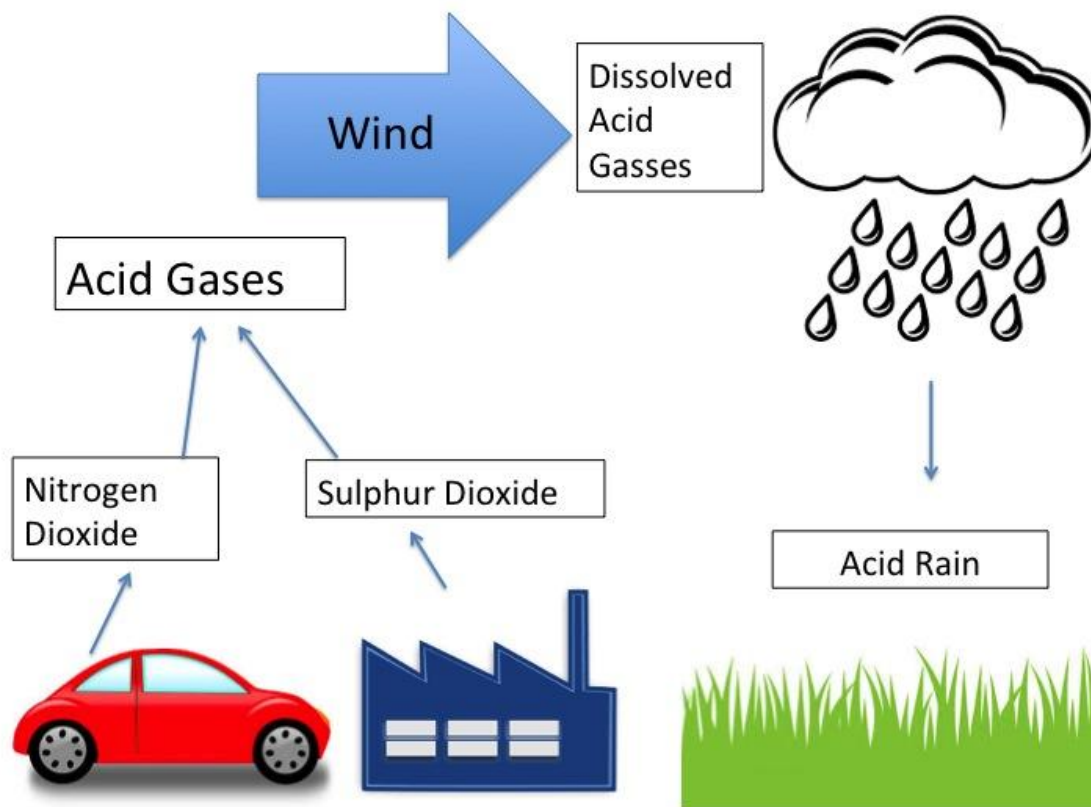 Wind
Dissolved
Acid
Gasses
Acid Gases
Nitrogen
Dioxide
Sulphur Dioxide
Acid Rain